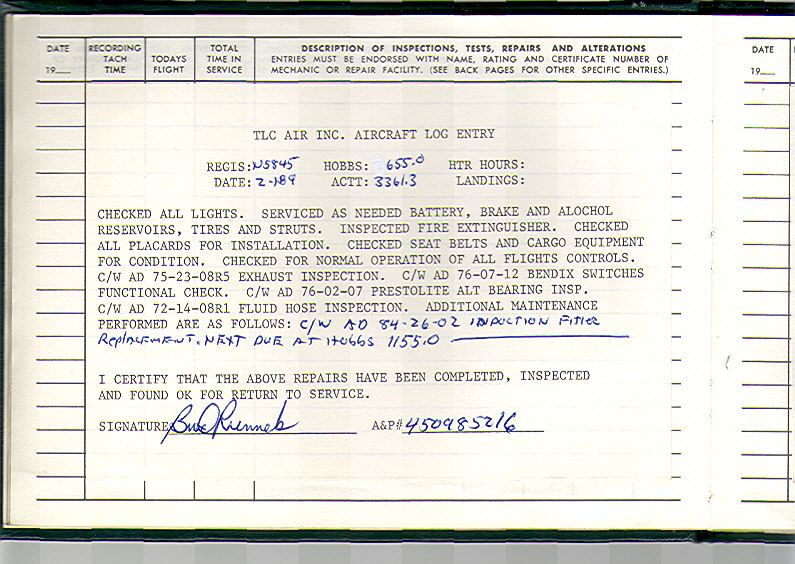 DATE
19__
RECORDING
TACH
TIME
TODAYS
FLIGHT
TOTAL
TIME IN
SERVICE
DESCRIPTION OF INSPECTIONS, TESTS, REPAIRS AND ALTERATIONS
ENTRIES MUST BE ENDORSED WITH NAME, RATING AND CERTIFICATE NUMBER OF
MECHANIC OR REPAIR FACILITY. (SEE BACK PAGES FOR OTHER SPECIFIC ENTRIES.)
TLC AIR INC. AIRCRAFT LOG ENTRY
REGIS: N5845 HOBBS: 655.0 HTR HOURS:
DATE: 2-189 ACTT: 3361.3 LANDINGS:
CHECKED ALL LIGHTS. SERVICED AS NEEDED BATTERY, BRAKE AND ALOCHOL
RESERVOIRS, TIRES AND STRUTS. INSPECTED FIRE EXTINGUISHER. CHECKED
ALL PLACARDS FOR INSTALLATION. CHECKED SEAT BELTS AND CARGO EQUIPMENT
FOR CONDITION. CHECKED FOR NORMAL OPERATION OF ALL FLIGHTS CONTROLS.
C/W AD 75-23-08R5 EXHAUST INSPECTION. C/W AD 76-07-12 BENDIX SWITCHES
FUNCTIONAL CHECK. C/W AD 76-02-07 PRESTOLITE ALT BEARING INSP.
C/W AD 72-14-08R1 FLUID HOSE INSPECTION. ADDITIONAL MAINTENANCE
PERFORMED ARE AS FOLLOWS: C/W AD 84-26-02 INDUCTION FILTER
REPLACEMENT. NEXT DUE AT HOBBS 1155.0
I CERTIFY THAT THE ABOVE REPAIRS HAVE BEEN COMPLETED, INSPECTED
AND FOUND OK FOR RETURN TO SERVICE.
SIGNATURE A&P# 450985216
DATE
19__